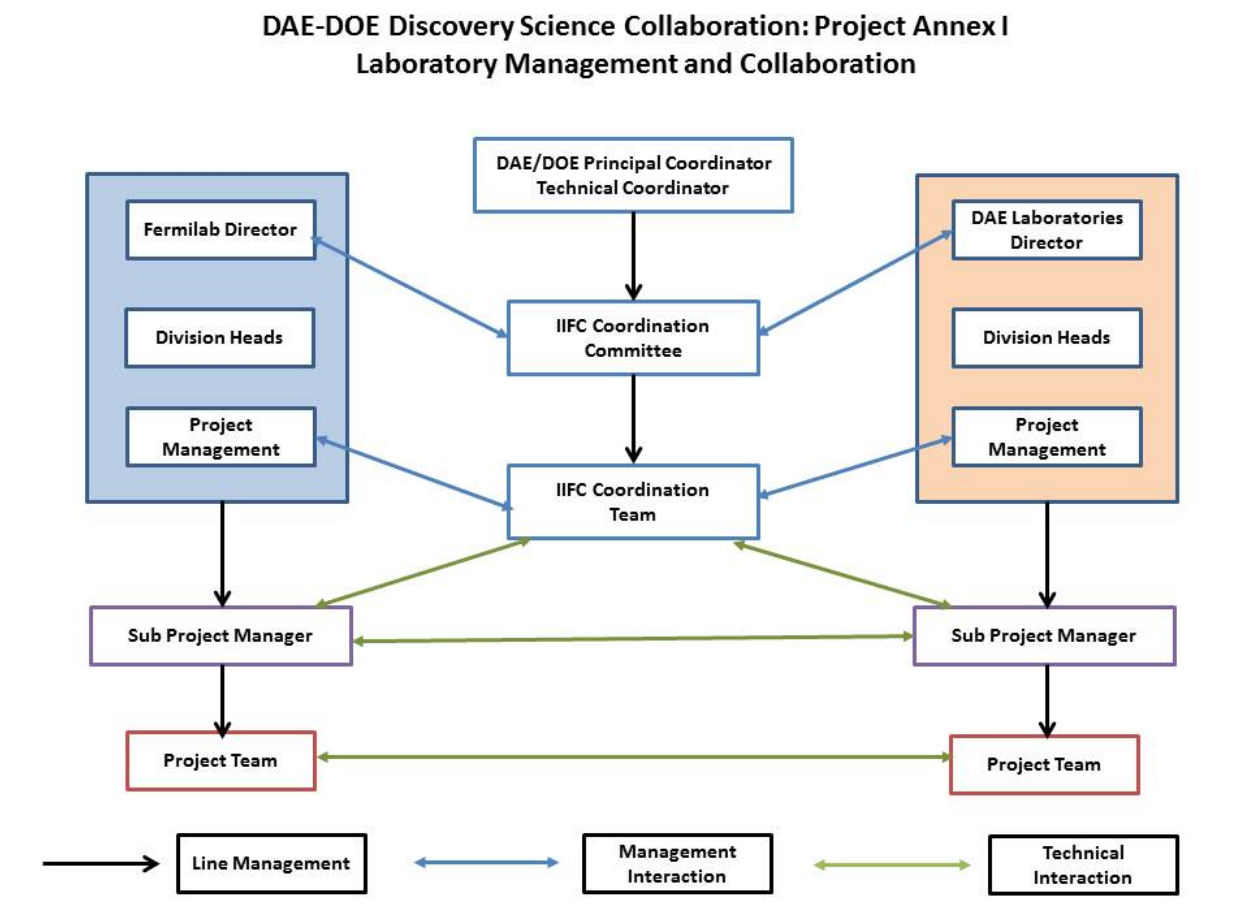 DAE-DOE Discovery Science Collaboration: Project Annex I
Laboratory Management and Collaboration
DAE/DOE Principal Coordinator
Technical Coordinator
Fermilab Director
DAE Laboratories
Director
IIFC Coordination
Committee
Division Heads
Division Heads
Project
Management
Project
Management
IIFC Coordination
Team
Sub Project Manager
Sub Project Manager
Project Team
Project Team
Line Management
Management
Interaction
Technical
Interaction